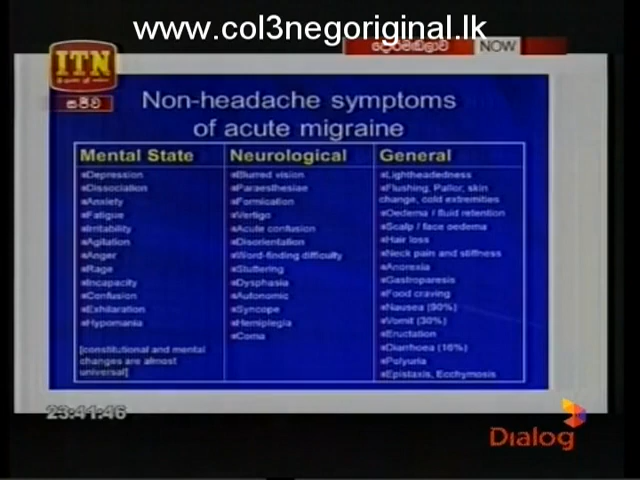 www.col3negoriginal.lk
දොරමඬලාව NOW
ITN
සජීව
Non-headache symptoms
of acute migraine
Mental State
Depression
Dissociation
Anxiety
Fatigue
Irritability
Agitation
Anger
Rage
Incapacity
Confusion
Exhilaration
Hypomania
[constitutional and mental
changes are almost
universal]
Neurological
Blurred vision
Paraesthesiae
Formication
Vertigo
Acute confusion
Disorientation
Word-finding difficulty
Stuttering
Dysphasia
Autonomic
Syncope
Hemiplegia
Coma
General
Lightheadedness
Flushing, Pallor, skin
change, cold extremities
Oedema / fluid retention
Scalp / face oedema
Hair loss
Neck pain and stiffness
Anorexia
Gastroparesis
Food craving
Nausea (90%)
Vomit (30%)
Eructation
Diarrhoea (16%)
Polyuria
Epistaxis, Ecchymosis
23:41:46
Dialog